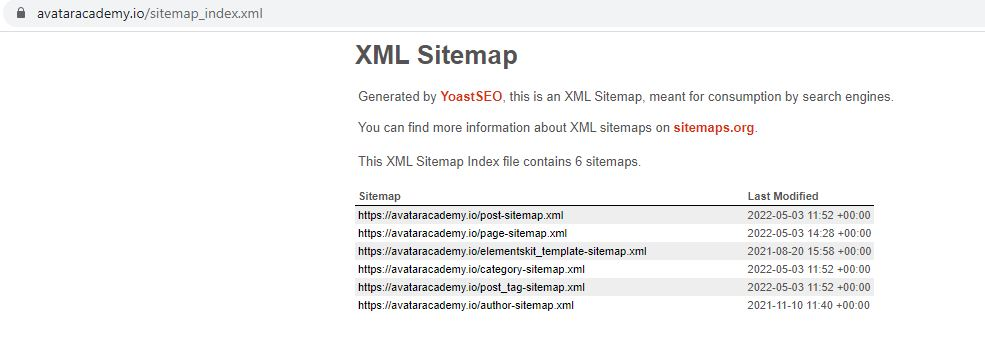 avataracademy.io/sitemap_index.xml
XML Sitemap
Generated by YoastSEO, this is an XML Sitemap, meant for consumption by search engines.
You can find more information about XML sitemaps on sitemaps.org.
This XML Sitemap Index file contains 6 sitemaps.
Sitemap Last Modified
https://avataracademy.io/post-sitemap.xml 2022-05-03 11:52 +00:00
https://avataracademy.io/page-sitemap.xml 2022-05-03 14:28 +00:00
https://avataracademy.io/elementskit_template-sitemap.xml 2021-08-20 15:58 +00:00
https://avataracademy.io/category-sitemap.xml 2022-05-03 11:52 +00:00
https://avataracademy.io/post_tag-sitemap.xml 2022-05-03 11:52 +00:00
https://avataracademy.io/author-sitemap.xml 2021-11-10 11:40 +00:00